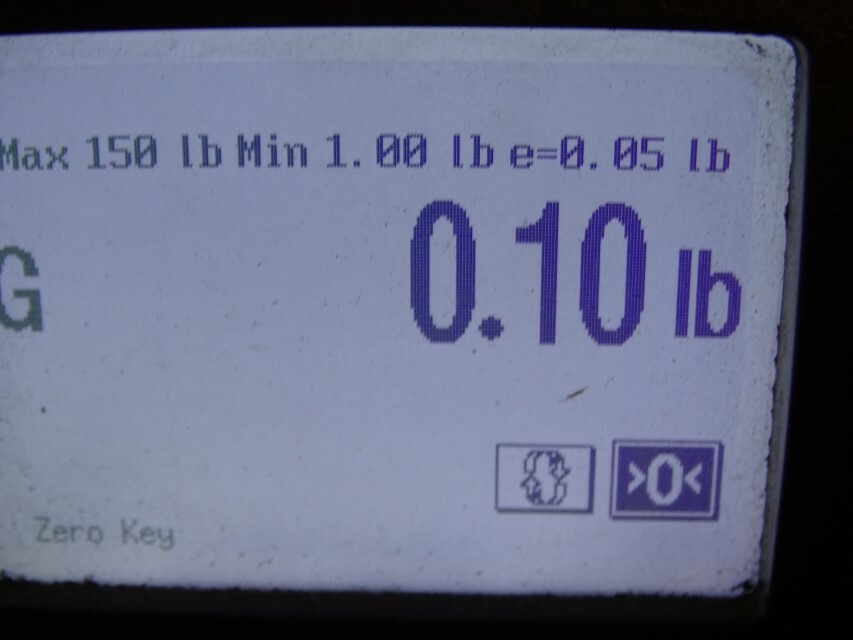 Max 150 lb Min 1.00 lb e=0.05 lb
G 0.10 lb
>0<
Zero Key